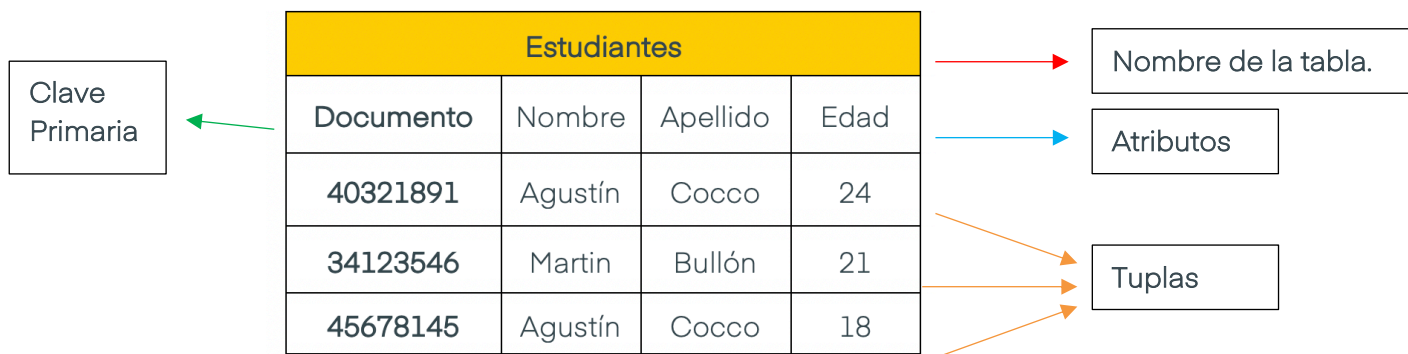 Estudiantes
Nombre de la tabla.
Clave
Primaria
Documento Nombre Apellido Edad
Atributos
40321891 Agustín Cocco 24
34123546 Martin Bullón 21
Tuplas
45678145 Agustín Cocco 18